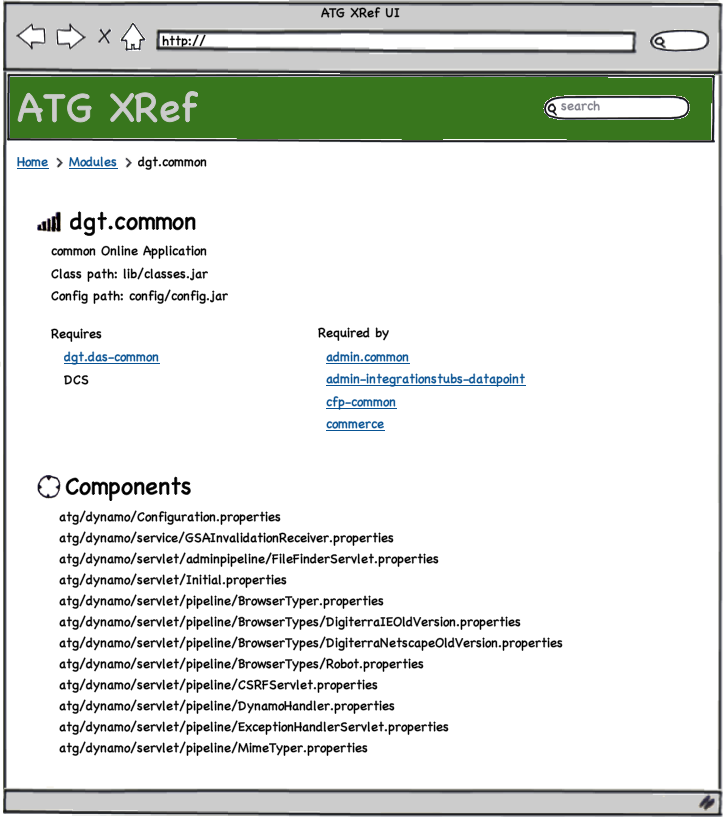 ATG XRef UI
http://
ATG XRef
search
Home > Modules > dgt.common
dgt.common
common Online Application
Class path: lib/classes.jar
Config path: config/config.jar
Requires
dgt.das-common
DCS
Required by
admin.common
admin-integrationstubs-datapoint
cfp-common
commerce
Components
atg/dynamo/Configuration.properties
atg/dynamo/service/GSAInvalidationReceiver.properties
atg/dynamo/servlet/adminpipeline/FileFinderServlet.properties
atg/dynamo/servlet/Initial.properties
atg/dynamo/servlet/pipeline/BrowserTyper.properties
atg/dynamo/servlet/pipeline/BrowserTypes/DigiterraIEOldVersion.properties
atg/dynamo/servlet/pipeline/BrowserTypes/DigiterraNetscapeOldVersion.properties
atg/dynamo/servlet/pipeline/BrowserTypes/Robot.properties
atg/dynamo/servlet/pipeline/CSRFServlet.properties
atg/dynamo/servlet/pipeline/DynamoHandler.properties
atg/dynamo/servlet/pipeline/ExceptionHandlerServlet.properties
atg/dynamo/servlet/pipeline/MimeTyper.properties